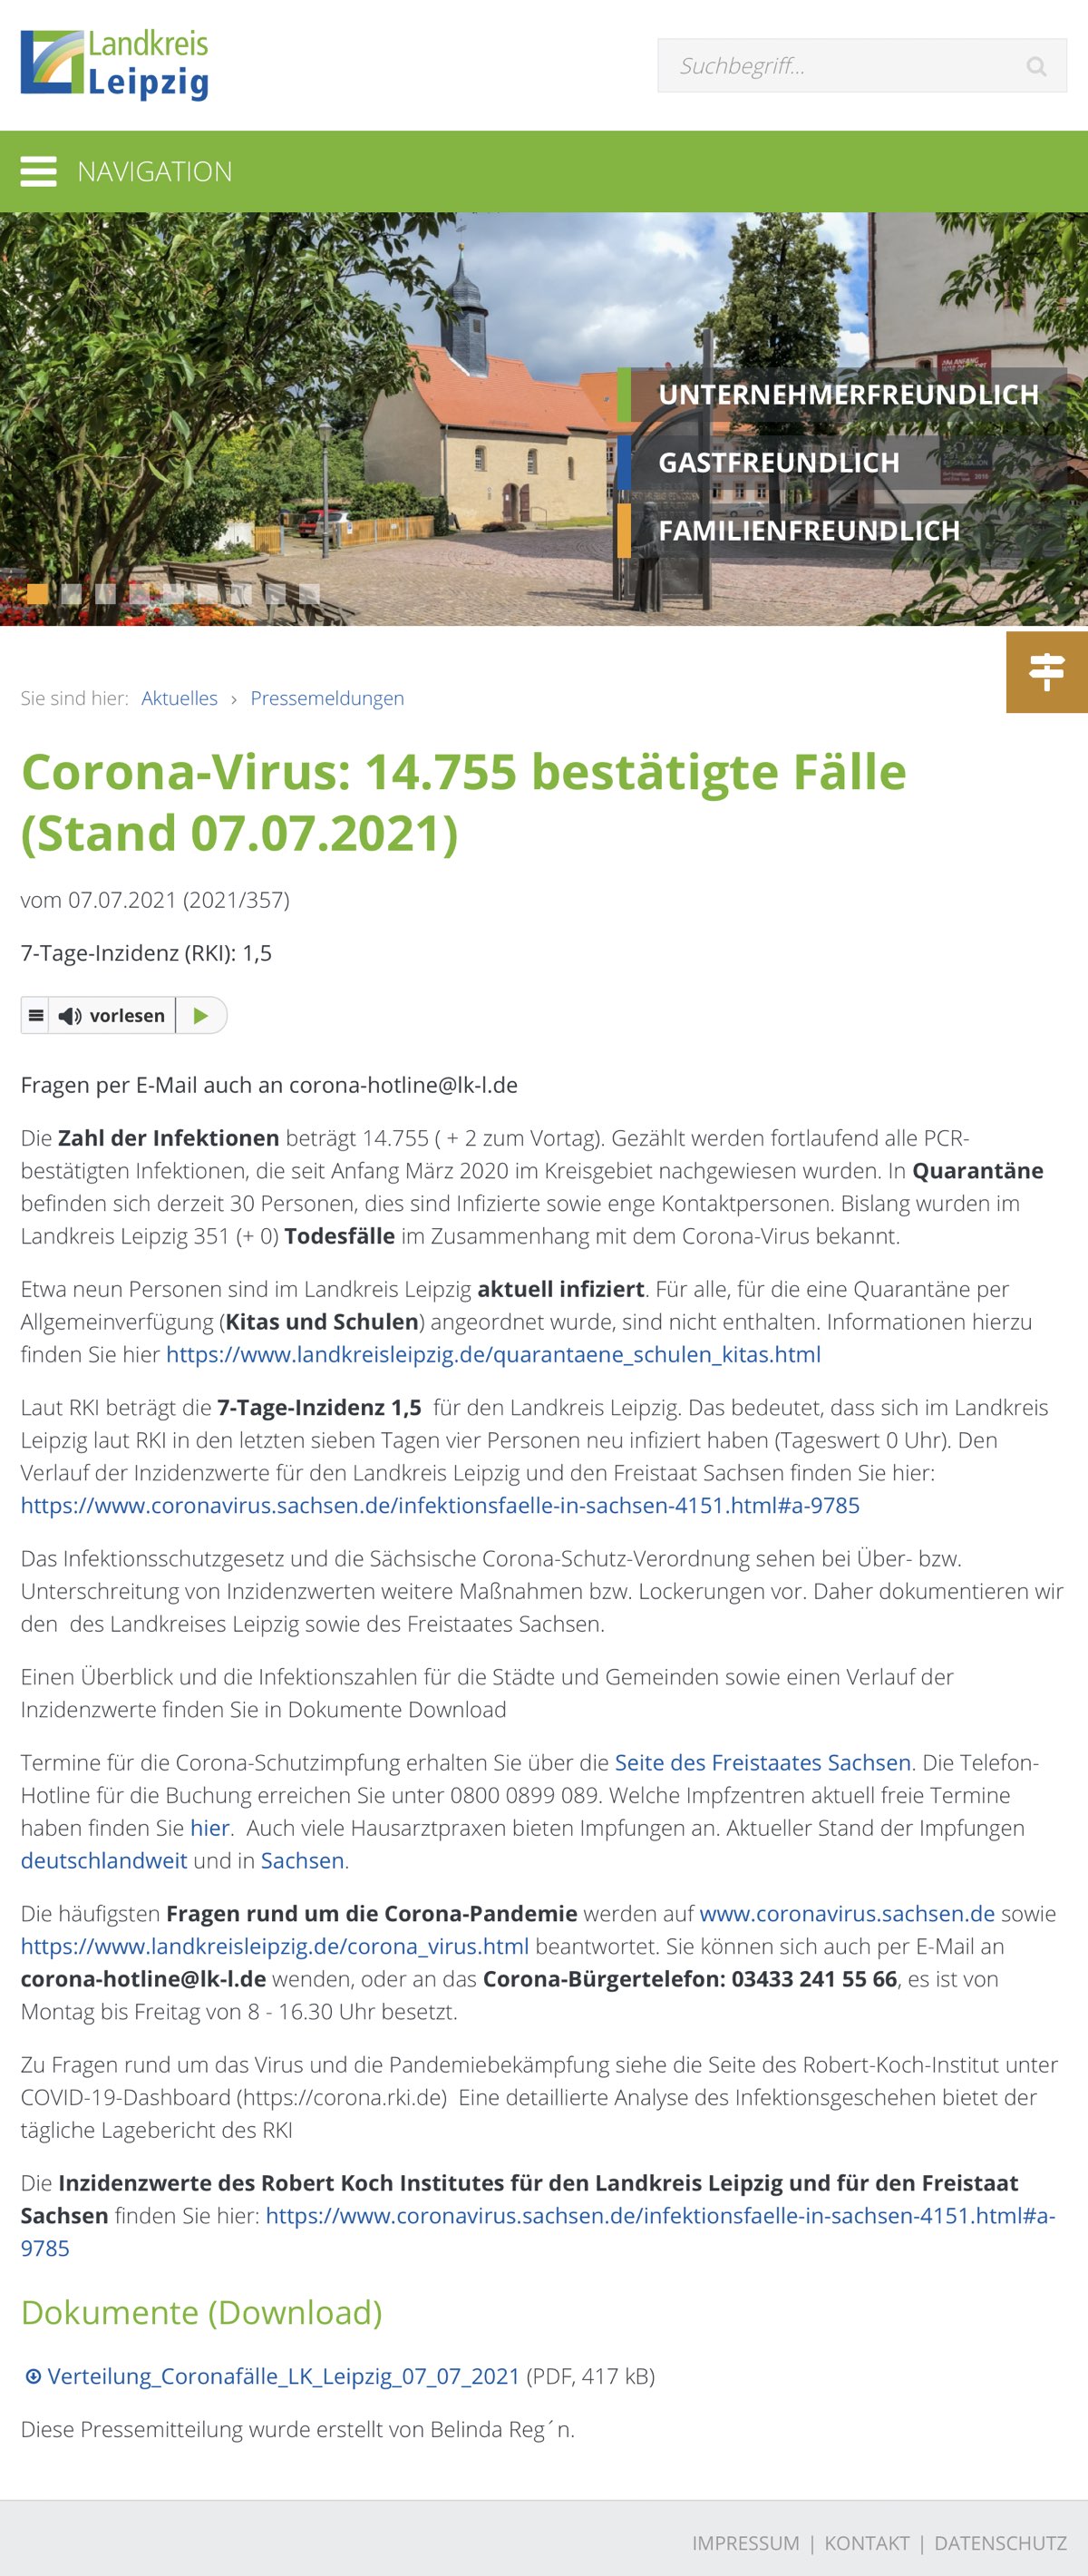 Landkreis
Leipzig
Suchbegriff...
NAVIGATION
UNTERNEHMERFREUNDLICH
GASTFREUNDLICH
FAMILIENFREUNDLICH
Sie sind hier: Aktuelles › Pressemeldungen
Corona-Virus: 14.755 bestätigte Fälle
(Stand 07.07.2021)
vom 07.07.2021 (2021/357)
7-Tage-Inzidenz (RKI): 1,5
vorlesen
Fragen per E-Mail auch an corona-hotline@lk-l.de
Die Zahl der Infektionen beträgt 14.755 ( + 2 zum Vortag). Gezählt werden fortlaufend alle PCR-
bestätigten Infektionen, die seit Anfang März 2020 im Kreisgebiet nachgewiesen wurden. In Quarantäne
befinden sich derzeit 30 Personen, dies sind Infizierte sowie enge Kontaktpersonen. Bislang wurden im
Landkreis Leipzig 351 (+ 0) Todesfälle im Zusammenhang mit dem Corona-Virus bekannt.
Etwa neun Personen sind im Landkreis Leipzig aktuell infiziert. Für alle, für die eine Quarantäne per
Allgemeinverfügung (Kitas und Schulen) angeordnet wurde, sind nicht enthalten. Informationen hierzu
finden Sie hier https://www.landkreisleipzig.de/quarantaene_schulen_kitas.html
Laut RKI beträgt die 7-Tage-Inzidenz 1,5 für den Landkreis Leipzig. Das bedeutet, dass sich im Landkreis
Leipzig laut RKI in den letzten sieben Tagen vier Personen neu infiziert haben (Tageswert 0 Uhr). Den
Verlauf der Inzidenzwerte für den Landkreis Leipzig und den Freistaat Sachsen finden Sie hier:
https://www.coronavirus.sachsen.de/infektionsfaelle-in-sachsen-4151.html#a-9785
Das Infektionsschutzgesetz und die Sächsische Corona-Schutz-Verordnung sehen bei Über- bzw.
Unterschreitung von Inzidenzwerten weitere Maßnahmen bzw. Lockerungen vor. Daher dokumentieren wir
den des Landkreises Leipzig sowie des Freistaates Sachsen.
Einen Überblick und die Infektionszahlen für die Städte und Gemeinden sowie einen Verlauf der
Inzidenzwerte finden Sie in Dokumente Download
Termine für die Corona-Schutzimpfung erhalten Sie über die Seite des Freistaates Sachsen. Die Telefon-
Hotline für die Buchung erreichen Sie unter 0800 0899 089. Welche Impfzentren aktuell freie Termine
haben finden Sie hier. Auch viele Hausarztpraxen bieten Impfungen an. Aktueller Stand der Impfungen
deutschlandweit und in Sachsen.
Die häufigsten Fragen rund um die Corona-Pandemie werden auf www.coronavirus.sachsen.de sowie
https://www.landkreisleipzig.de/corona_virus.html beantwortet. Sie können sich auch per E-Mail an
corona-hotline@lk-l.de wenden, oder an das Corona-Bürgertelefon: 03433 241 55 66, es ist von
Montag bis Freitag von 8 - 16.30 Uhr besetzt.
Zu Fragen rund um das Virus und die Pandemiebekämpfung siehe die Seite des Robert-Koch-Institut unter
COVID-19-Dashboard (https://corona.rki.de) Eine detaillierte Analyse des Infektionsgeschehen bietet der
tägliche Lagebericht des RKI
Die Inzidenzwerte des Robert Koch Institutes für den Landkreis Leipzig und für den Freistaat
Sachsen finden Sie hier: https://www.coronavirus.sachsen.de/infektionsfaelle-in-sachsen-4151.html#a-
9785
Dokumente (Download)
Verteilung_Coronafälle_LK_Leipzig_07_07_2021 (PDF, 417 kB)
Diese Pressemitteilung wurde erstellt von Belinda Reg´n.
IMPRESSUM | KONTAKT | DATENSCHUTZ